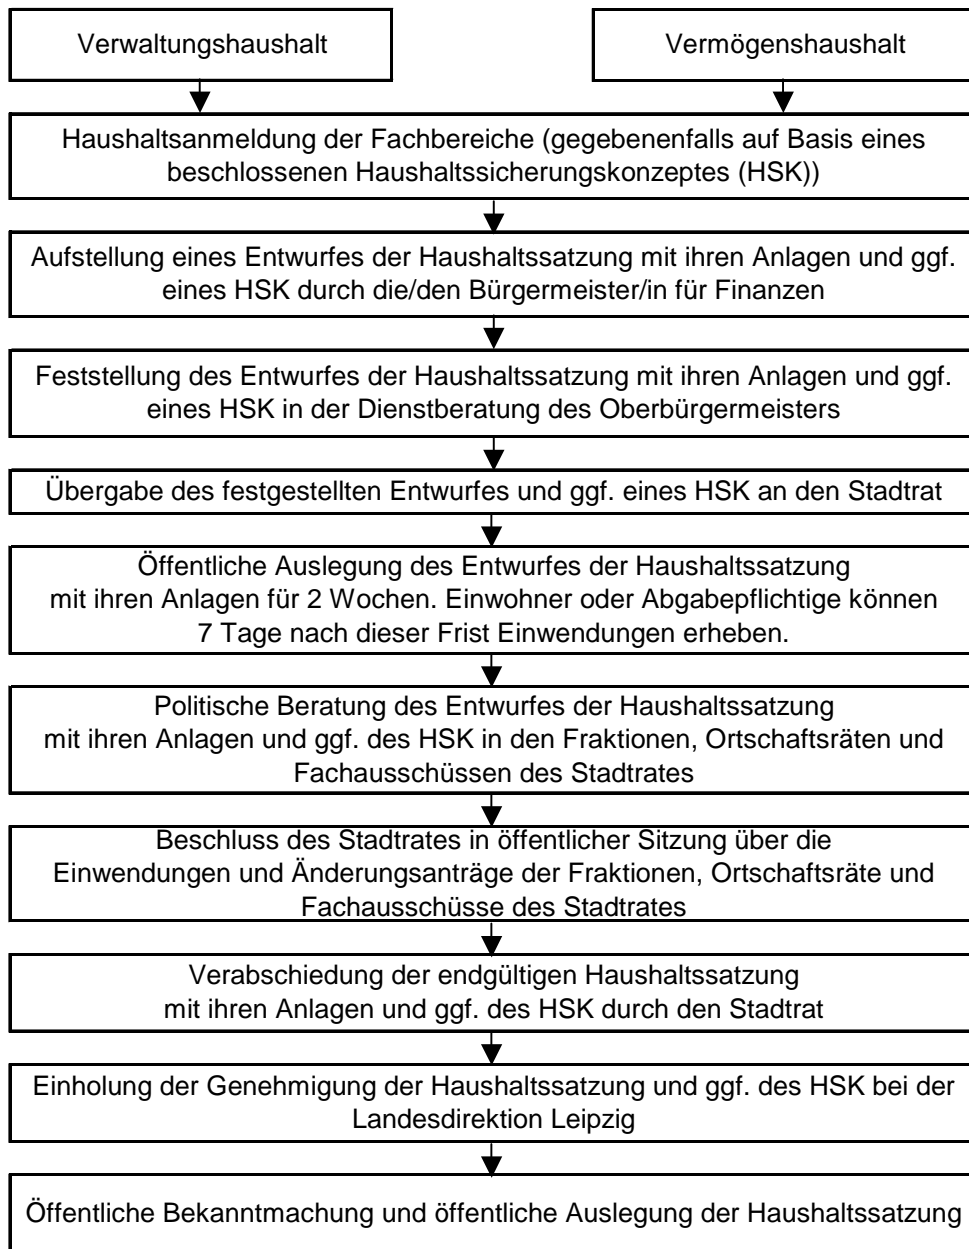 Verwaltungshaushalt
Vermögenshaushalt
Haushaltsanmeldung der Fachbereiche (gegebenenfalls auf Basis eines
beschlossenen Haushaltssicherungskonzeptes (HSK))
Aufstellung eines Entwurfes der Haushaltssatzung mit ihren Anlagen und ggf.
eines HSK durch die/den Bürgermeister/in für Finanzen
Feststellung des Entwurfes der Haushaltssatzung mit ihren Anlagen und ggf.
eines HSK in der Dienstberatung des Oberbürgermeisters
Übergabe des festgestellten Entwurfes und ggf. eines HSK an den Stadtrat
Öffentliche Auslegung des Entwurfes der Haushaltssatzung
mit ihren Anlagen für 2 Wochen. Einwohner oder Abgabepflichtige können
7 Tage nach dieser Frist Einwendungen erheben.
Politische Beratung des Entwurfes der Haushaltssatzung
mit ihren Anlagen und ggf. des HSK in den Fraktionen, Ortschaftsräten und
Fachausschüssen des Stadtrates
Beschluss des Stadtrates in öffentlicher Sitzung über die
Einwendungen und Änderungsanträge der Fraktionen, Ortschaftsräte und
Fachausschüsse des Stadtrates
Verabschiedung der endgültigen Haushaltssatzung
mit ihren Anlagen und ggf. des HSK durch den Stadtrat
Einholung der Genehmigung der Haushaltssatzung und ggf. des HSK bei der
Landesdirektion Leipzig
Öffentliche Bekanntmachung und öffentliche Auslegung der Haushaltssatzung